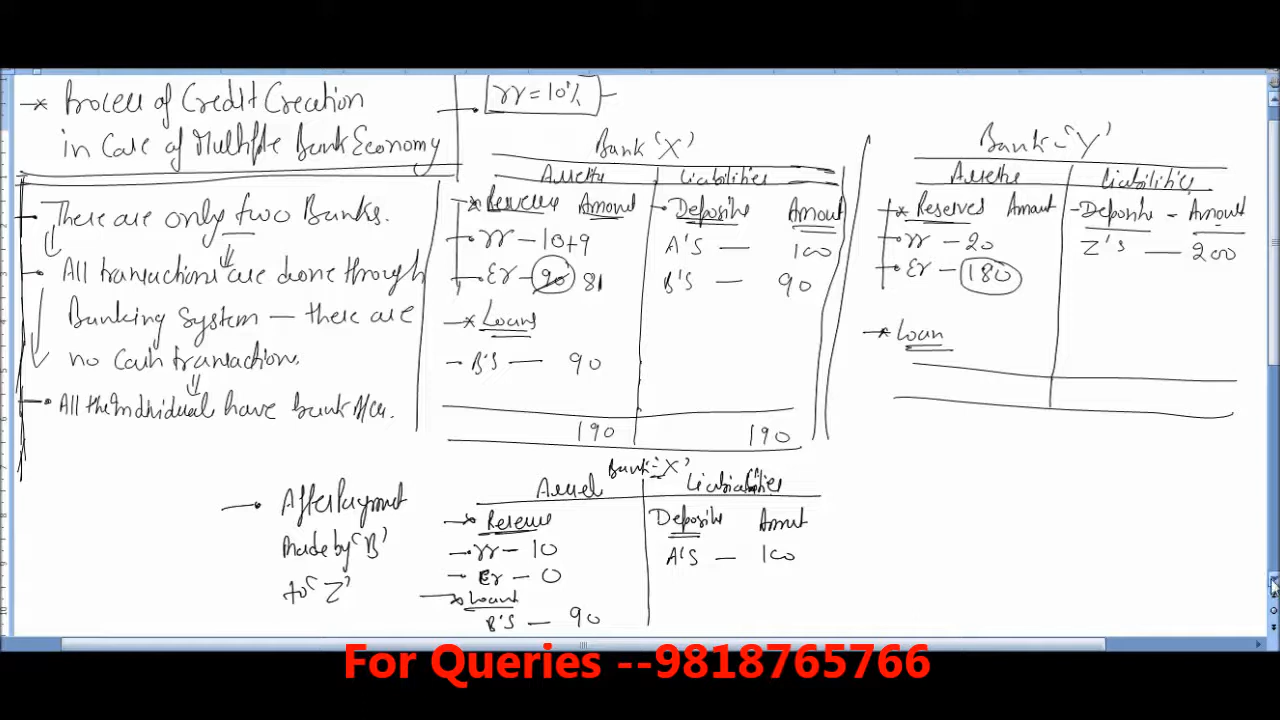 Process of Credit Creation
in Case of Multiple Bank Economy
rr = 10%
There are only two Banks.
All transactions are done through
Banking System — there are
no Cash transaction.
All the Individual have bank A/cs.
Bank 'X'
Assets Liabilities
Reserves Amount Deposits Amount
rr – 10+9 A'S — 100
Er – 90 81 B'S — 90
Loans
B'S — 90
190 190
Bank – 'Y'
Assets Liabilities
Reserves Amount Deposits – Amount
rr – 20 Z'S — 200
Er – 180
Loan
After Payment
made by 'B'
to 'Z'
Bank – 'X'
Assets Liabilities
Reserve Deposits Amount
rr – 10 A'S — 100
Er – 0
Loans
B'S — 90
For Queries --9818765766